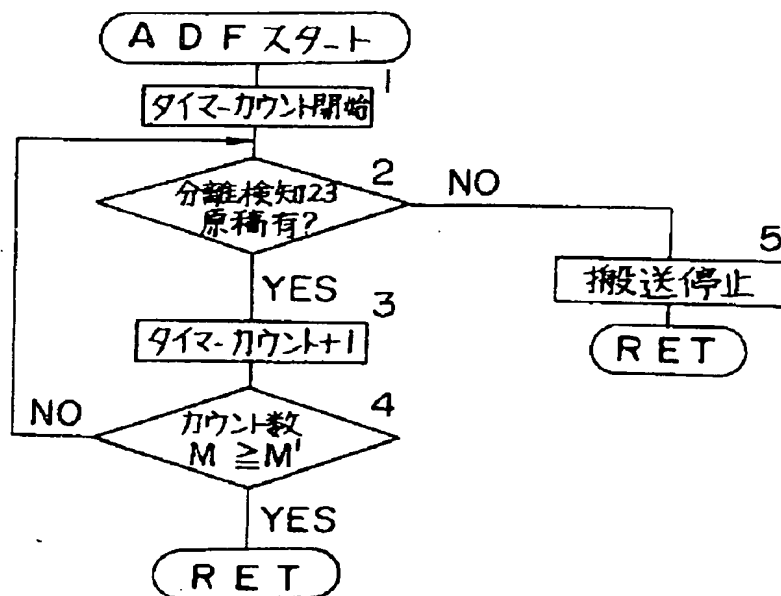 ADFスタート
1
タイマーカウント開始
2
分離検知023
原稿有?
NO
YES
5
搬送停止
RET
3
タイマーカウント+1
4
カウント数
M ≧M'
NO
YES
RET